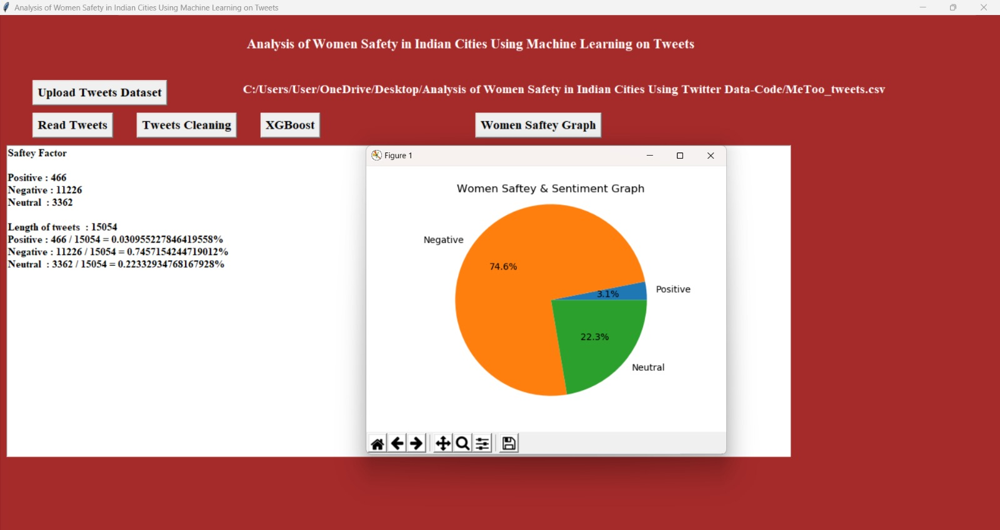 Analysis of Women Safety in Indian Cities Using Machine Learning on Tweets
Analysis of Women Safety in Indian Cities Using Machine Learning on Tweets
Upload Tweets Dataset
C:/Users/User/OneDrive/Desktop/Analysis of Women Safety in Indian Cities Using Twitter Data-Code/MeToo_tweets.csv
Read Tweets
Tweets Cleaning
XGBoost
Women Saftey Graph
Saftey Factor
Positive : 466
Negative : 11226
Neutral  : 3362
Length of tweets  : 15054
Positive : 466 / 15054 = 0.030955227846419558%
Negative : 11226 / 15054 = 0.7457154244719012%
Neutral  : 3362 / 15054 = 0.22332934768167928%
Figure 1
Women Saftey & Sentiment Graph
Negative
74.6%
Positive
3.1%
22.3%
Neutral